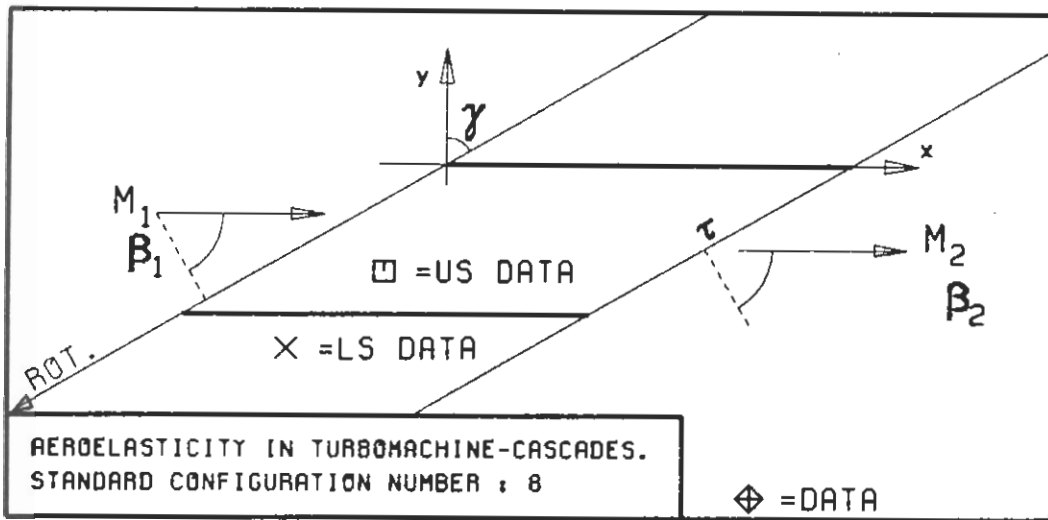 y
γ
x
M1
β1
τ
M2
β2
□ =US DATA
× =LS DATA
ROT.
AEROELASTICITY IN TURBOMACHINE-CASCADES.
STANDARD CONFIGURATION NUMBER : 8
=DATA